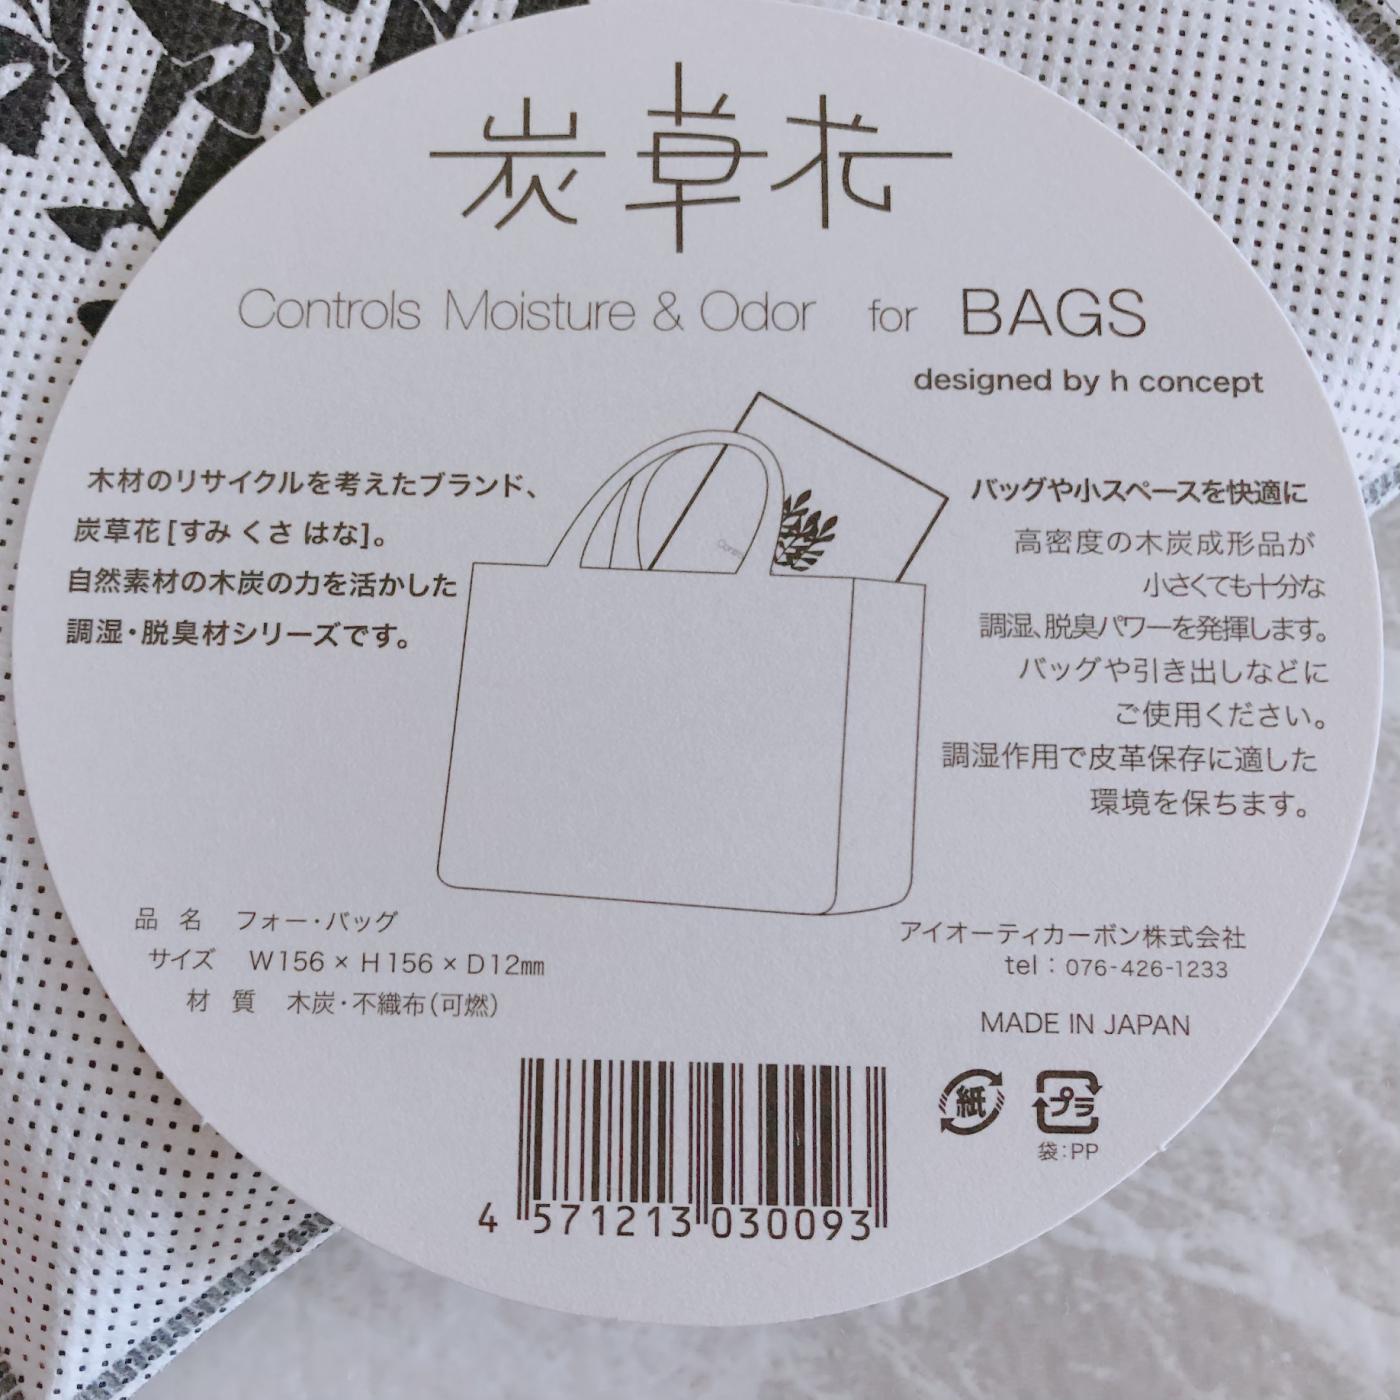 炭草花
Controls Moisture & Odor for BAGS
designed by h concept
木材のリサイクルを考えたブランド、
炭草花[すみ くさ はな]。
自然素材の木炭の力を活かした
調湿・脱臭材シリーズです。
バッグや小スペースを快適に
高密度の木炭成形品が
小さくても十分な
調湿、脱臭パワーを発揮します。
バッグや引き出しなどに
ご使用ください。
調湿作用で皮革保存に適した
環境を保ちます。
品 名 フォー・バッグ
サイズ W156 × H156 × D12㎜
材 質 木炭・不織布(可燃)
アイオーティカーボン株式会社
tel : 076-426-1233
MADE IN JAPAN
紙
プラ
袋:PP
4 571213 030093